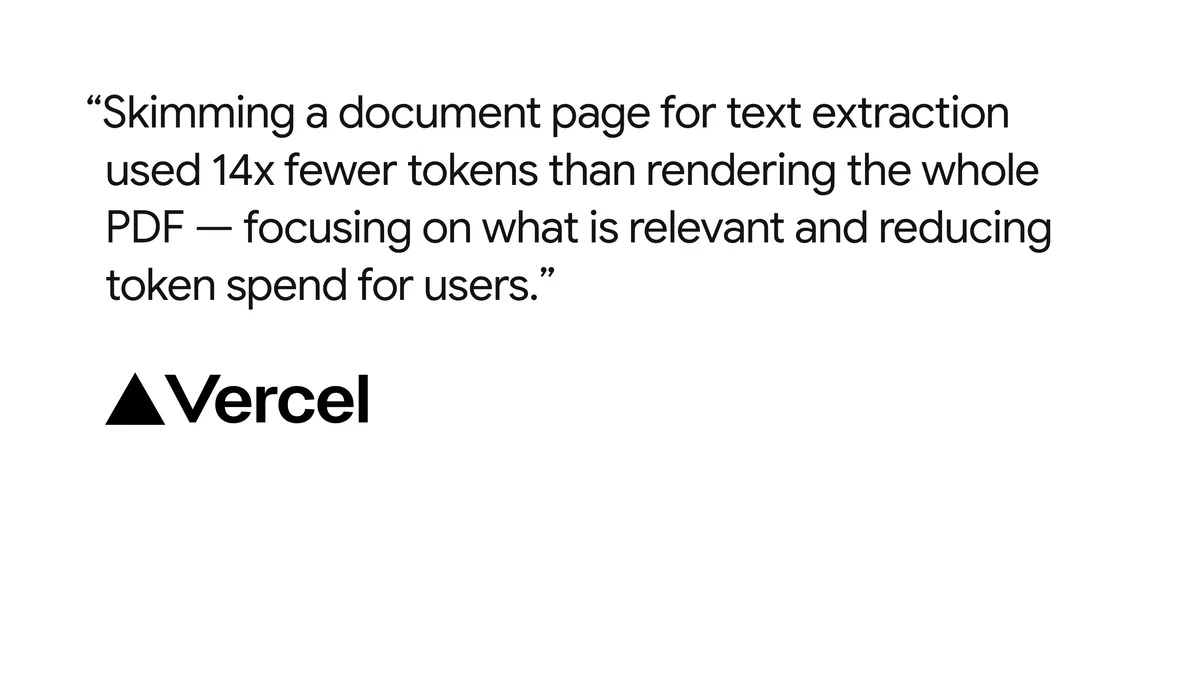 “Skimming a document page for text extraction
used 14x fewer tokens than rendering the whole
PDF — focusing on what is relevant and reducing
token spend for users.”
Vercel